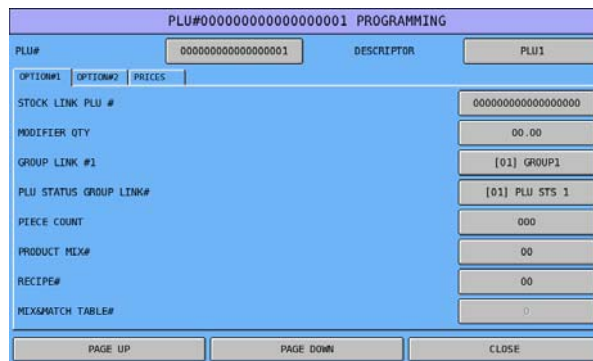 PLU#000000000000000001 PROGRAMMING
PLU# 000000000000000001 DESCRIPTOR PLU1
OPTION#1 OPTION#2 PRICES
STOCK LINK PLU # 000000000000000000
MODIFIER QTY 00.00
GROUP LINK #1 [01] GROUP1
PLU STATUS GROUP LINK# [01] PLU STS 1
PIECE COUNT 000
PRODUCT MIX# 00
RECIPE# 00
MIX&MATCH TABLE# 0
PAGE UP PAGE DOWN CLOSE